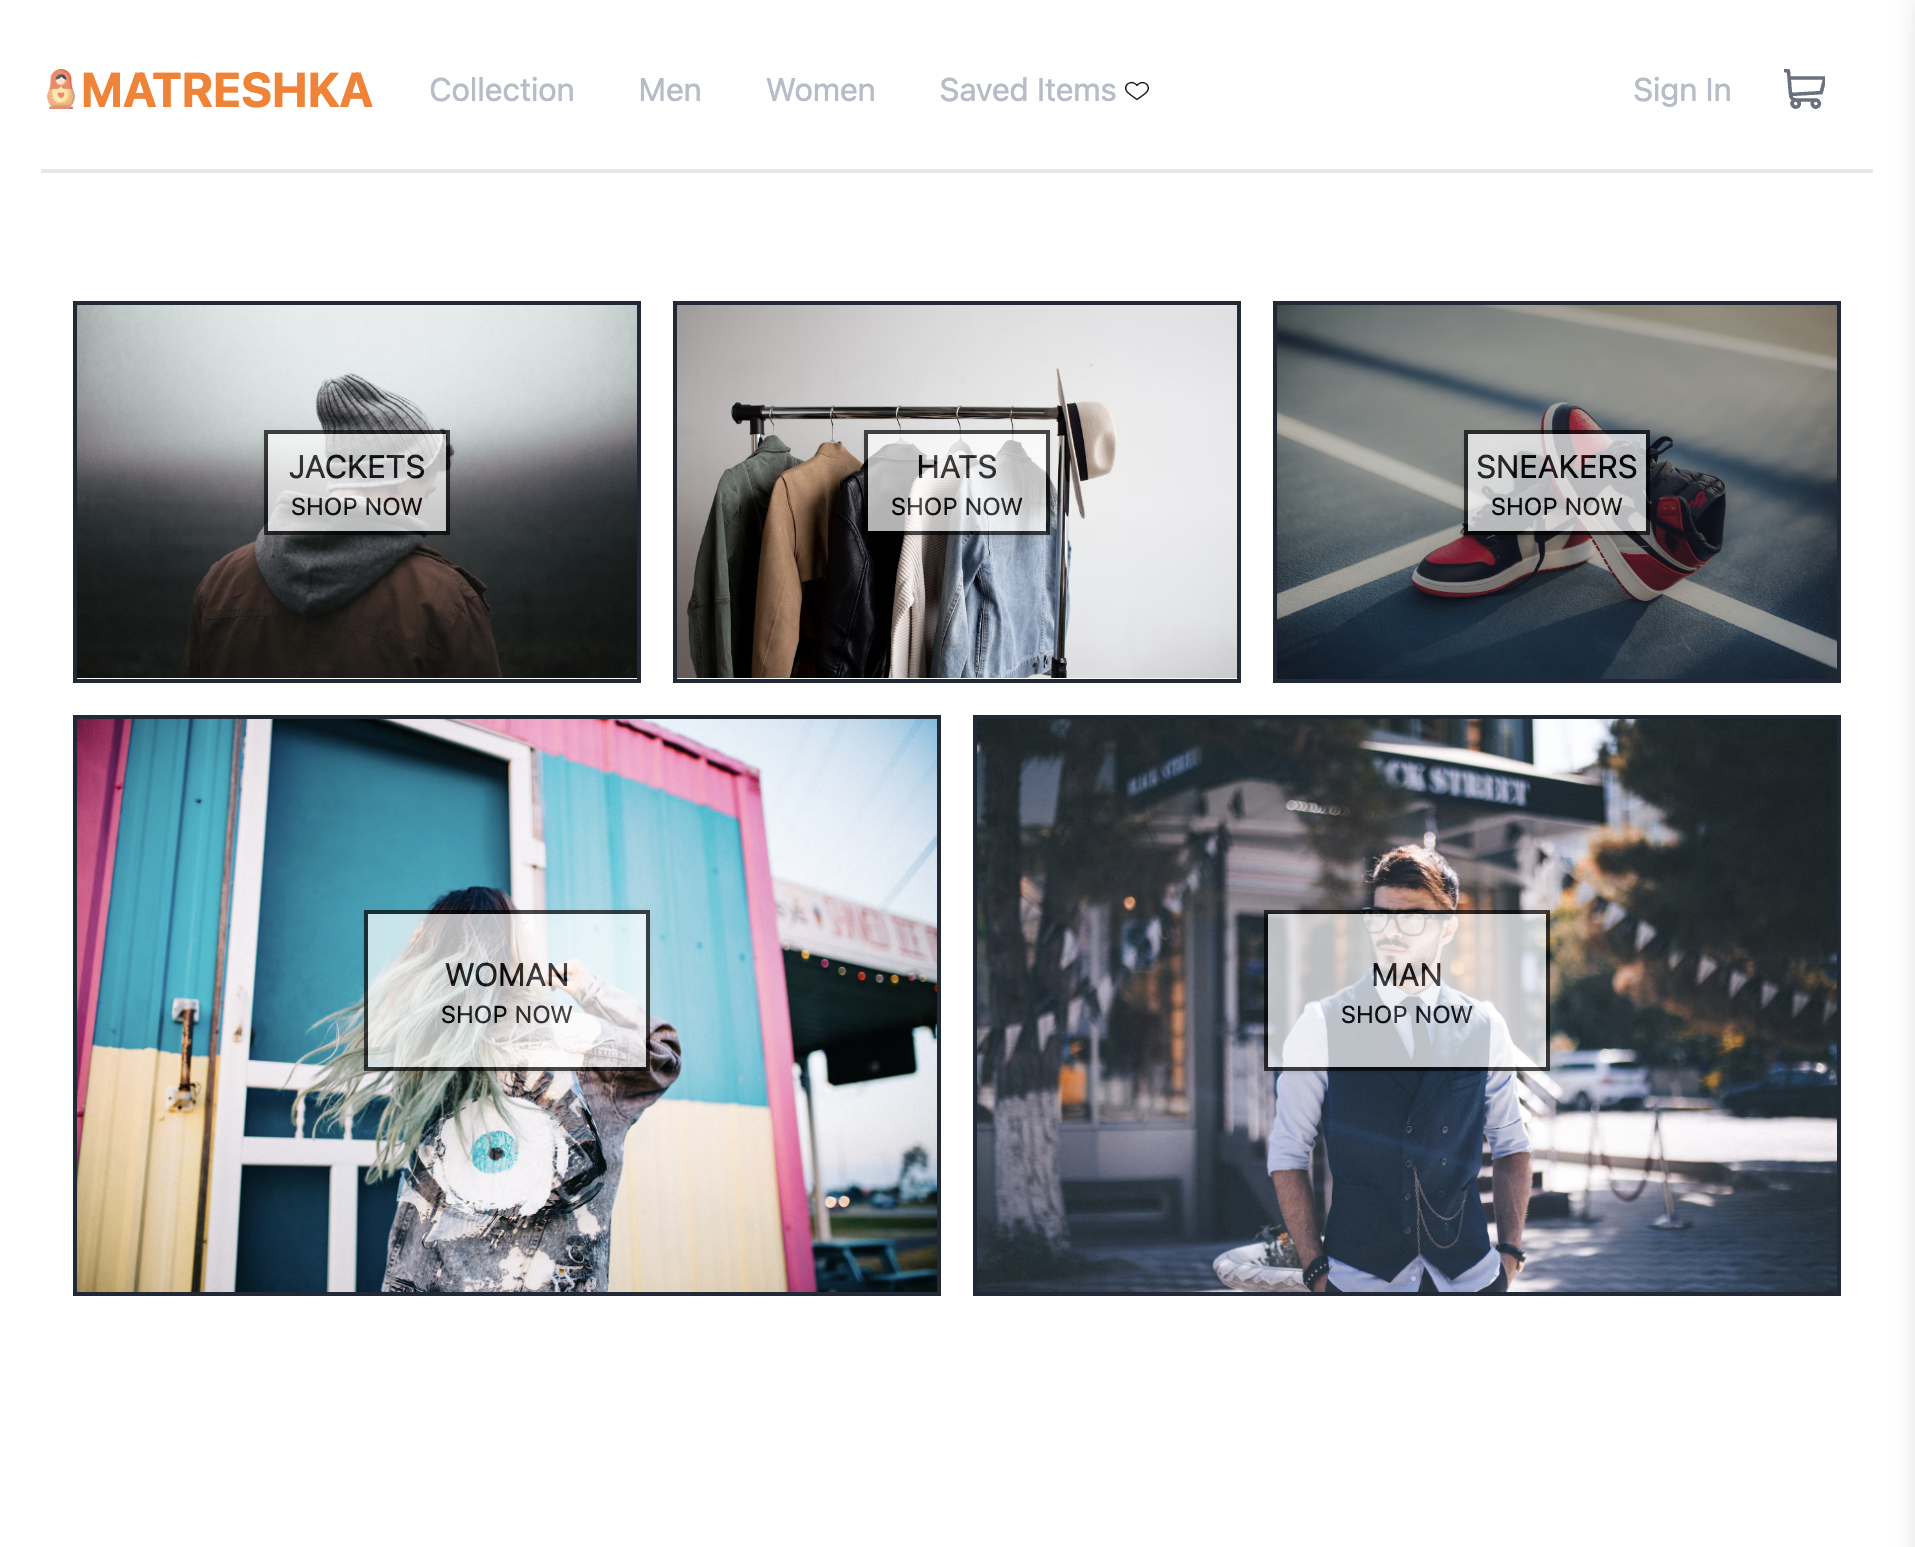 MATRESHKA
Collection
Men
Women
Saved Items
Sign In
JACKETS
SHOP NOW
HATS
SHOP NOW
SNEAKERS
SHOP NOW
WOMAN
SHOP NOW
MAN
SHOP NOW
STREET